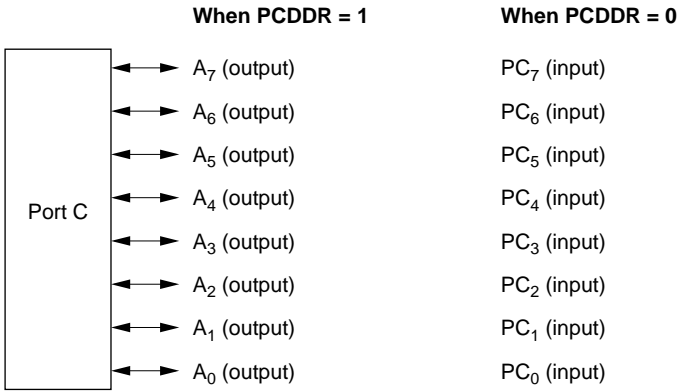 When PCDDR = 1 When PCDDR = 0
A7 (output) PC7 (input)
A6 (output) PC6 (input)
A5 (output) PC5 (input)
Port C A4 (output) PC4 (input)
A3 (output) PC3 (input)
A2 (output) PC2 (input)
A1 (output) PC1 (input)
A0 (output) PC0 (input)